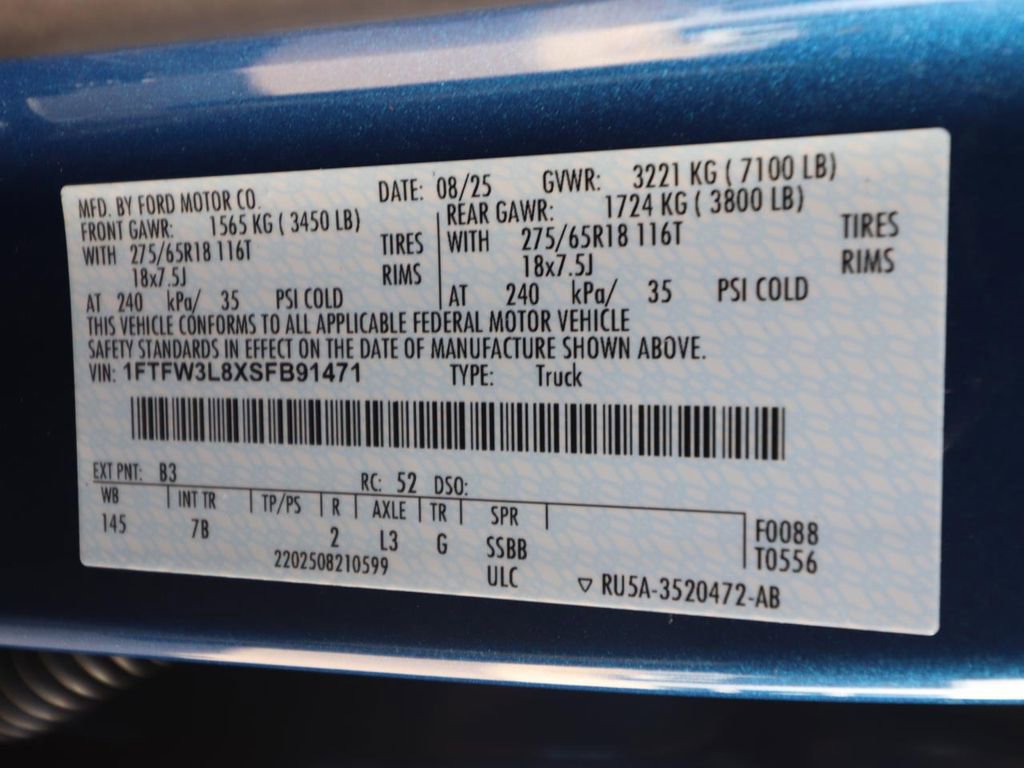 MFD. BY FORD MOTOR CO. DATE: 08/25 GVWR: 3221 KG ( 7100 LB)
FRONT GAWR: 1565 KG ( 3450 LB) REAR GAWR: 1724 KG ( 3800 LB)
WITH 275/65R18 116T TIRES WITH 275/65R18 116T TIRES
18x7.5J RIMS 18x7.5J RIMS
AT 240 kPa/ 35 PSI COLD AT 240 kPa/ 35 PSI COLD
THIS VEHICLE CONFORMS TO ALL APPLICABLE FEDERAL MOTOR VEHICLE
SAFETY STANDARDS IN EFFECT ON THE DATE OF MANUFACTURE SHOWN ABOVE.
VIN: 1FTFW3L8XSFB91471 TYPE: Truck
EXT PNT: B3 RC: 52 DSO:
WB INT TR TP/PS R AXLE TR SPR
145 7B 2 L3 G SSBB F0088
2202508210599 ULC T0556
▽ RU5A-3520472-AB